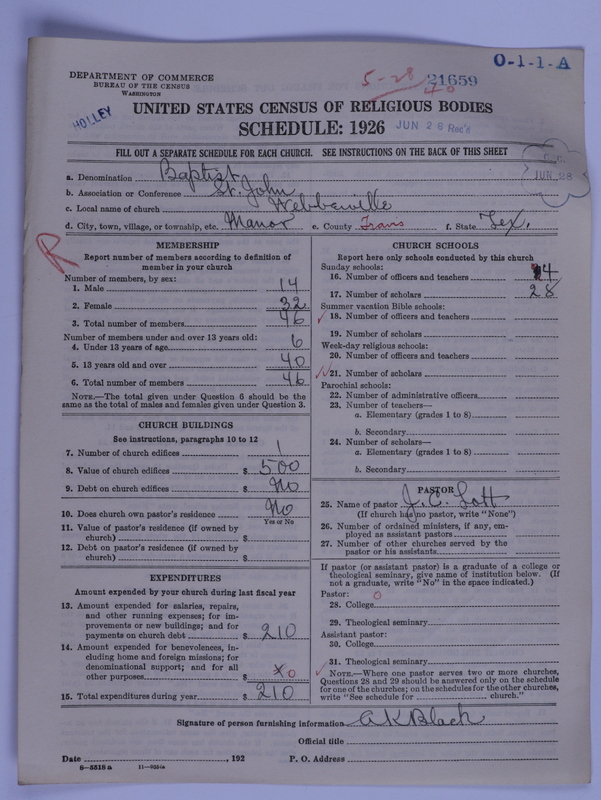 O-1-1-A
DEPARTMENT OF COMMERCE
BUREAU OF THE CENSUS
WASHINGTON
5-28 21659
40
HOLLEY
UNITED STATES CENSUS OF RELIGIOUS BODIES
SCHEDULE: 1926 JUN 26 Rec'd
FILL OUT A SEPARATE SCHEDULE FOR EACH CHURCH. SEE INSTRUCTIONS ON THE BACK OF THIS SHEET
JUN 28
a. Denomination Baptist
b. Association or Conference St. John
c. Local name of church Webberville
d. City, town, village, or township, etc. Manor e. County Travis f. State Tex.
R
MEMBERSHIP
Report number of members according to definition of
member in your church
Number of members, by sex:
1. Male 14
2. Female 32
3. Total number of members 46
Number of members under and over 13 years old:
4. Under 13 years of age 6
5. 13 years old and over 40
6. Total number of members 46
NOTE.—The total given under Question 6 should be
the same as the total of males and females given under Question 3.
CHURCH BUILDINGS
See instructions, paragraphs 10 to 12
7. Number of church edifices 1
8. Value of church edifices $ 500
9. Debt on church edifices $ No
10. Does church own pastor's residence No
Yes or No
11. Value of pastor's residence (if owned by
church) $
12. Debt on pastor's residence (if owned by
church) $
EXPENDITURES
Amount expended by your church during last fiscal year
13. Amount expended for salaries, repairs,
and other running expenses; for im-
provements or new buildings; and for
payments on church debt $ 210
14. Amount expended for benevolences, in-
cluding home and foreign missions; for
denominational support; and for all
other purposes $ 0
15. Total expenditures during year $ 210
CHURCH SCHOOLS
Report here only schools conducted by this church
Sunday schools:
16. Number of officers and teachers 4
17. Number of scholars 28
Summer vacation Bible schools:
18. Number of officers and teachers
19. Number of scholars
Week-day religious schools:
20. Number of officers and teachers
21. Number of scholars
Parochial schools:
22. Number of administrative officers
23. Number of teachers—
a. Elementary (grades 1 to 8)
b. Secondary
24. Number of scholars—
a. Elementary (grades 1 to 8)
b. Secondary
PASTOR
25. Name of pastor J. C. Lott
(If church has no pastor, write "None")
26. Number of ordained ministers, if any, em-
ployed as assistant pastors
27. Number of other churches served by the
pastor or his assistants
If pastor (or assistant pastor) is a graduate of a college or
theological seminary, give name of institution below. (If
not a graduate, write "No" in the space indicated.)
Pastor: 0
28. College
29. Theological seminary
Assistant pastor:
30. College
31. Theological seminary
NOTE.—Where one pastor serves two or more churches,
Questions 28 and 29 should be answered only on the schedule
for one of the churches; on the schedules for the other churches,
write "See schedule for church."
Signature of person furnishing information A K Black
Official title
Date , 192 P. O. Address
8-5518 a 11-9554a